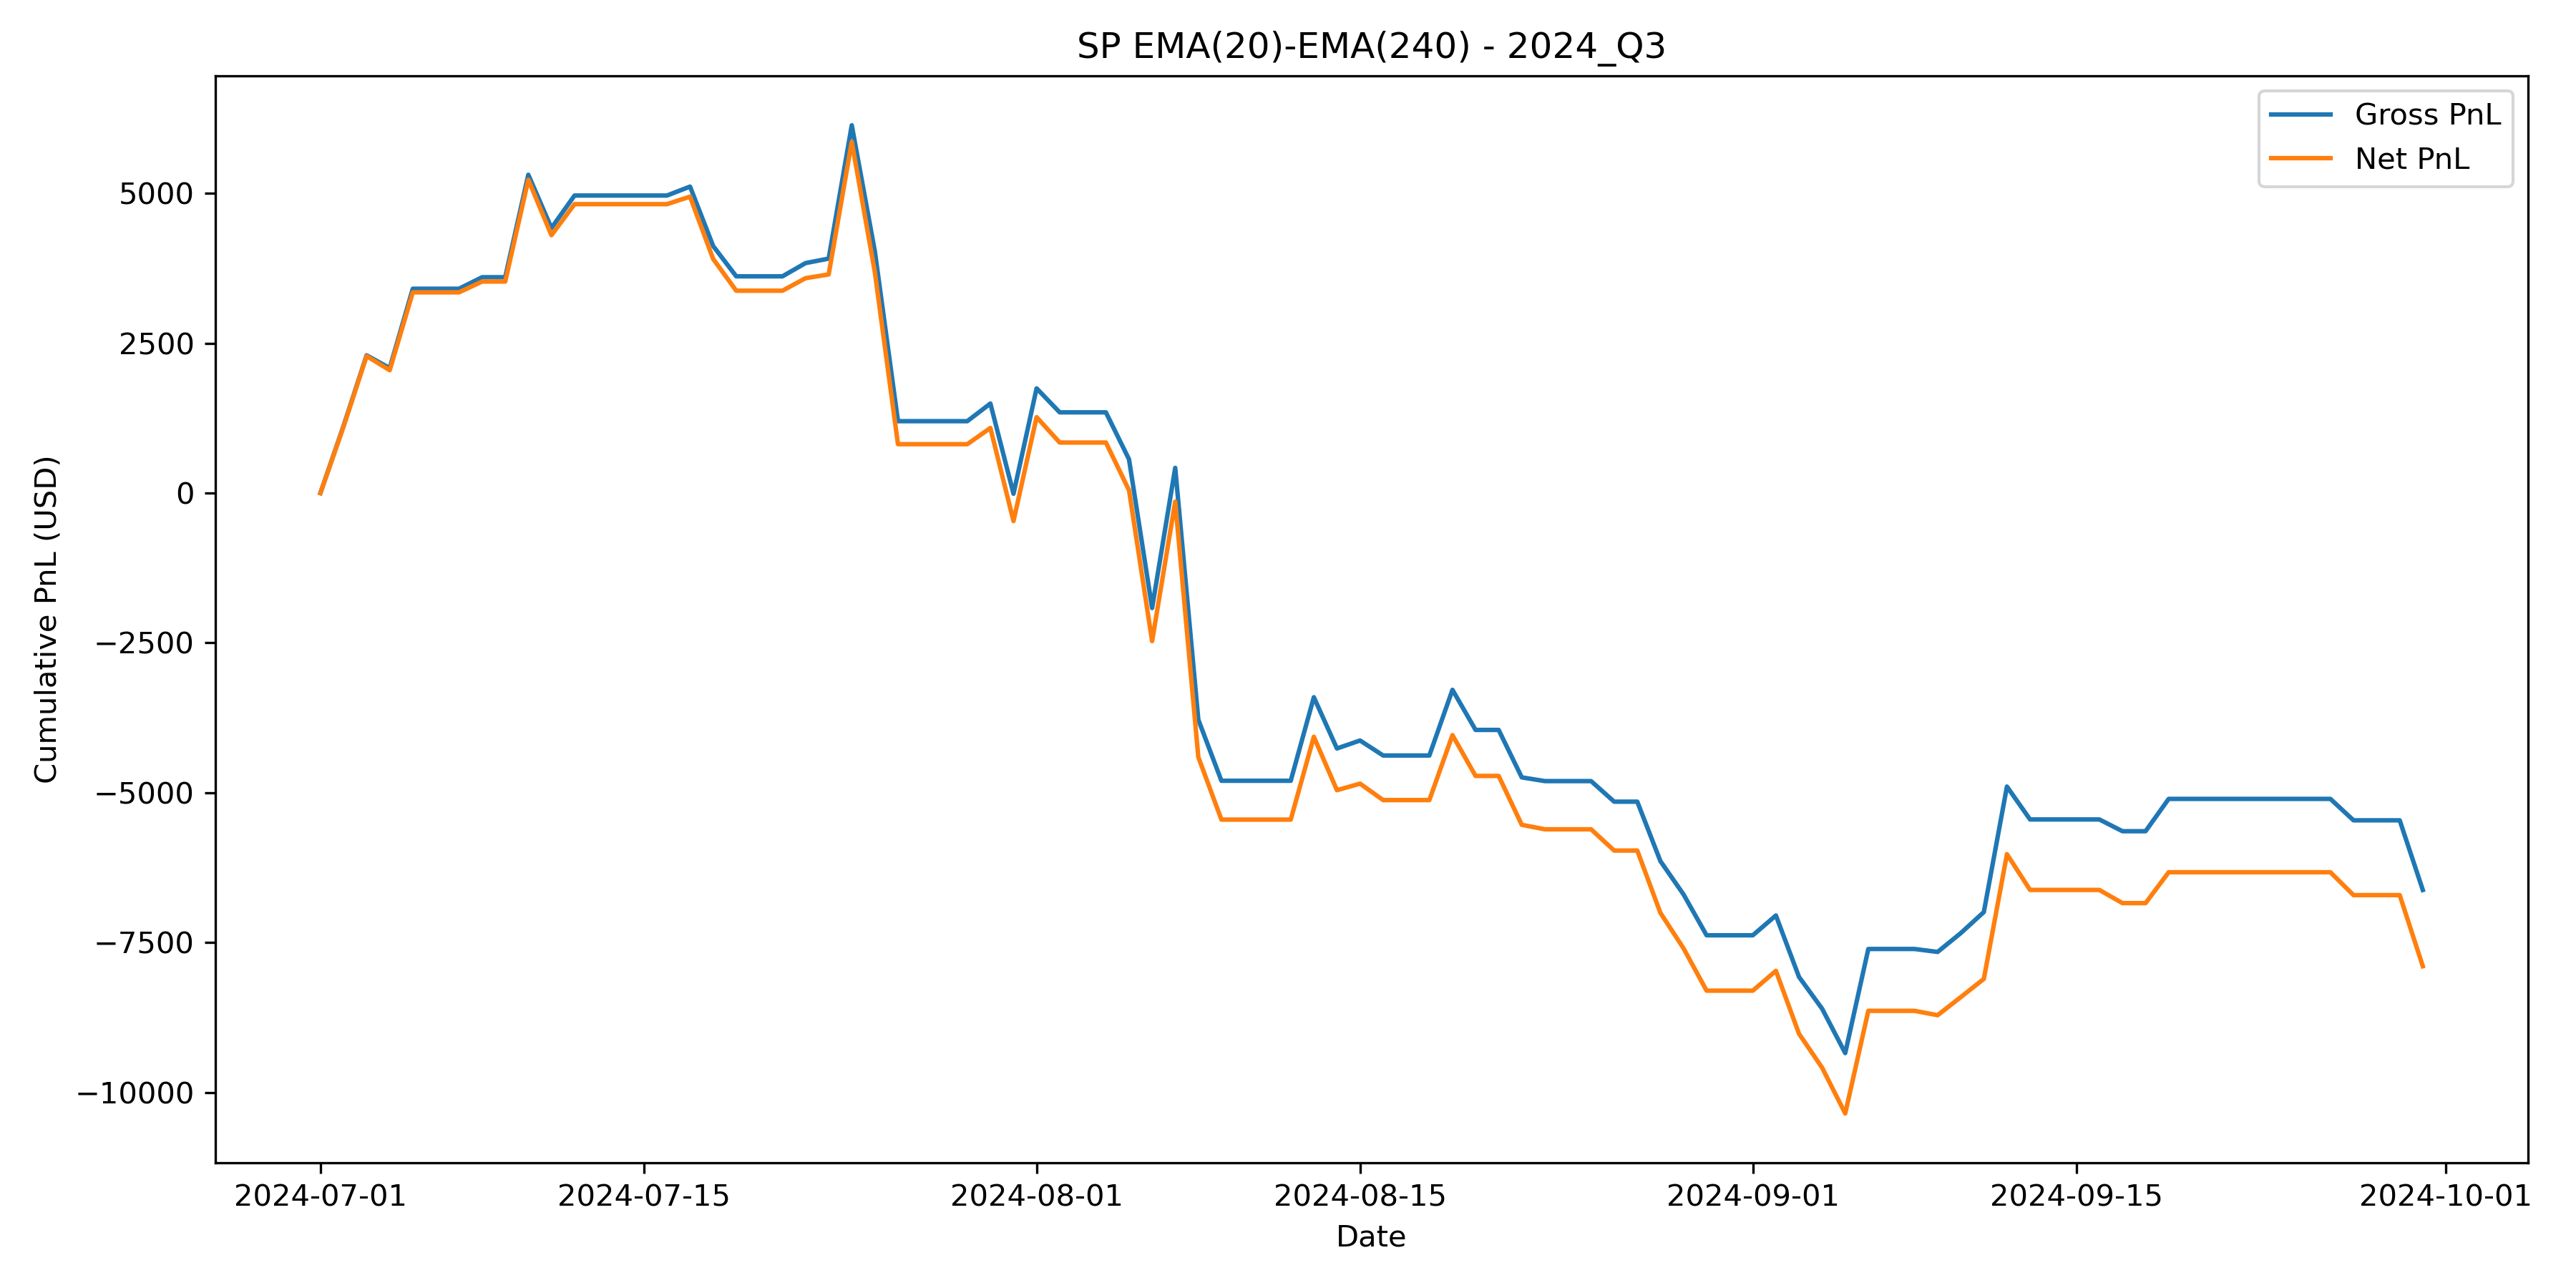 SP EMA(20)-EMA(240) - 2024_Q3
Gross PnL
Net PnL
Cumulative PnL (USD)
5000
2500
0
−2500
−5000
−7500
−10000
2024-07-01
2024-07-15
2024-08-01
2024-08-15
2024-09-01
2024-09-15
2024-10-01
Date